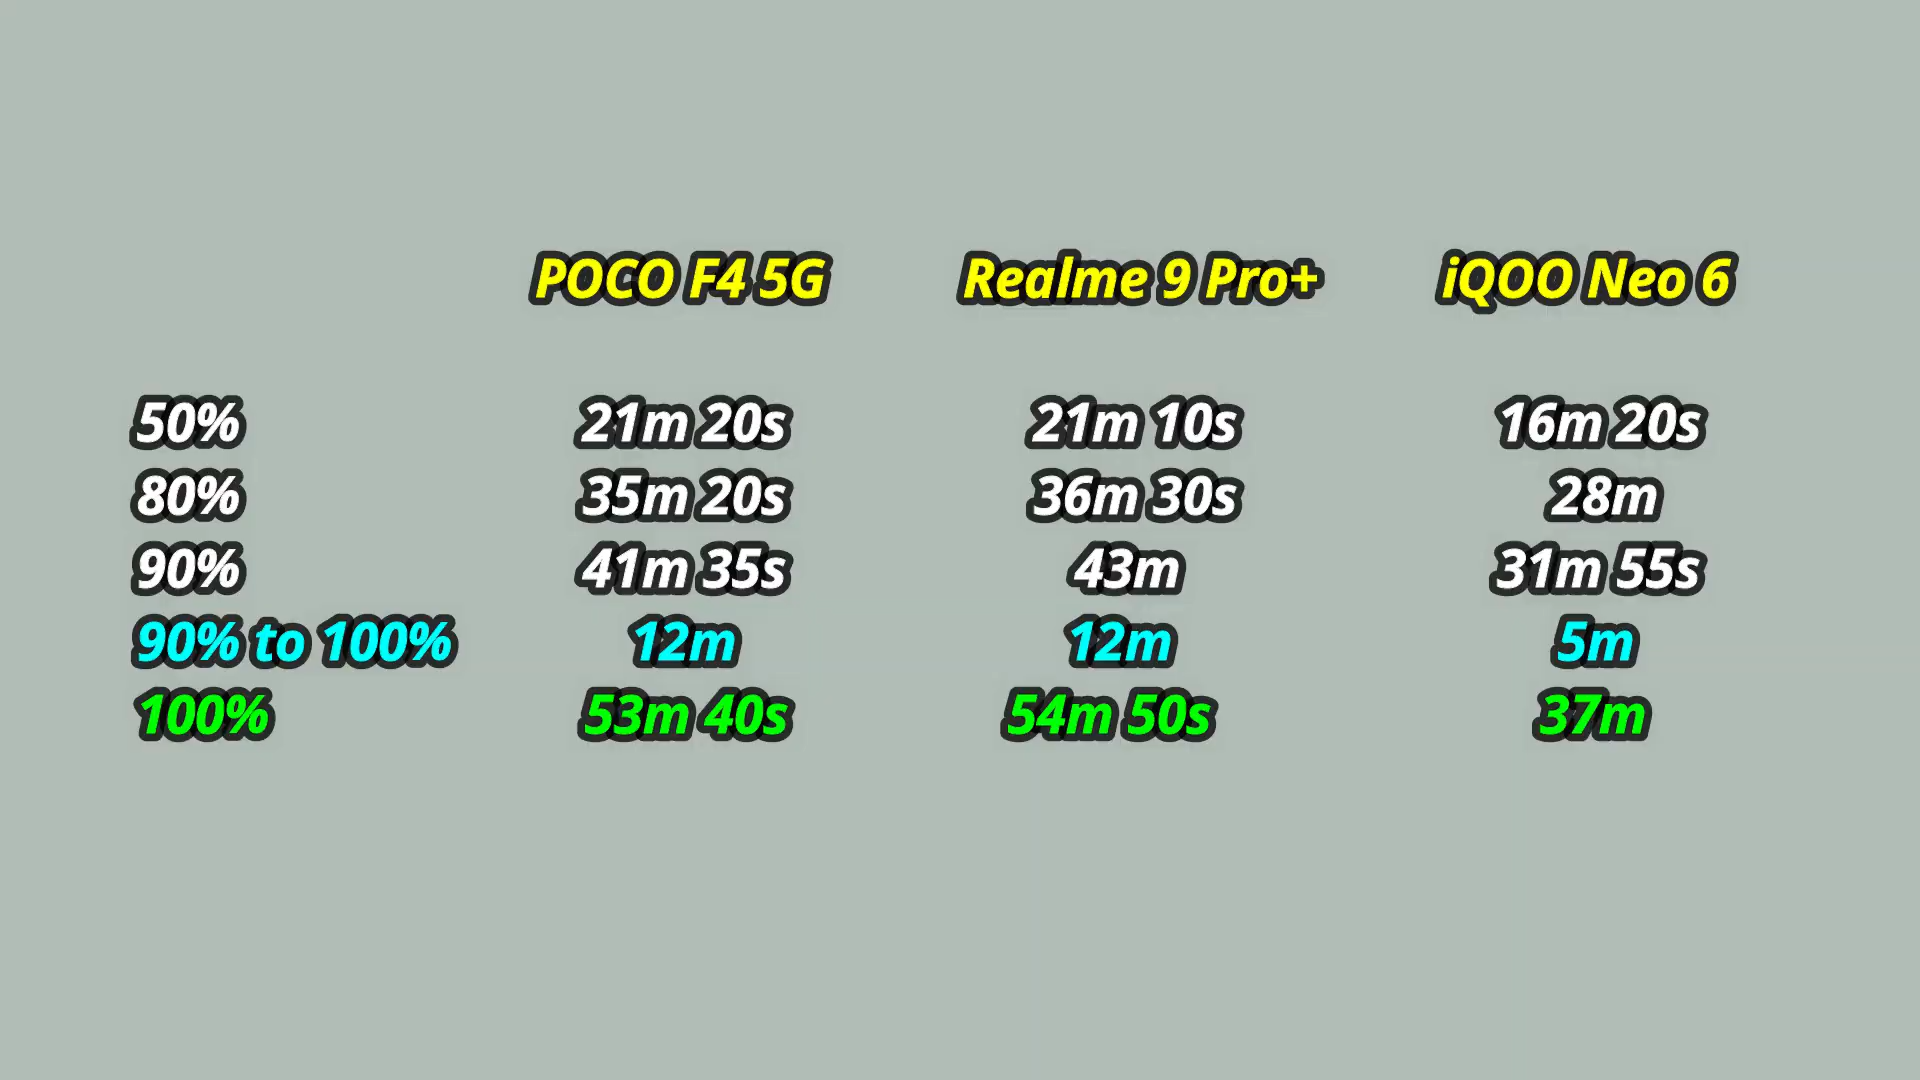 POCO F4 5G Realme 9 Pro+ iQOO Neo 6
50% 21m 20s 21m 10s 16m 20s
80% 35m 20s 36m 30s 28m
90% 41m 35s 43m 31m 55s
90% to 100% 12m 12m 5m
100% 53m 40s 54m 50s 37m